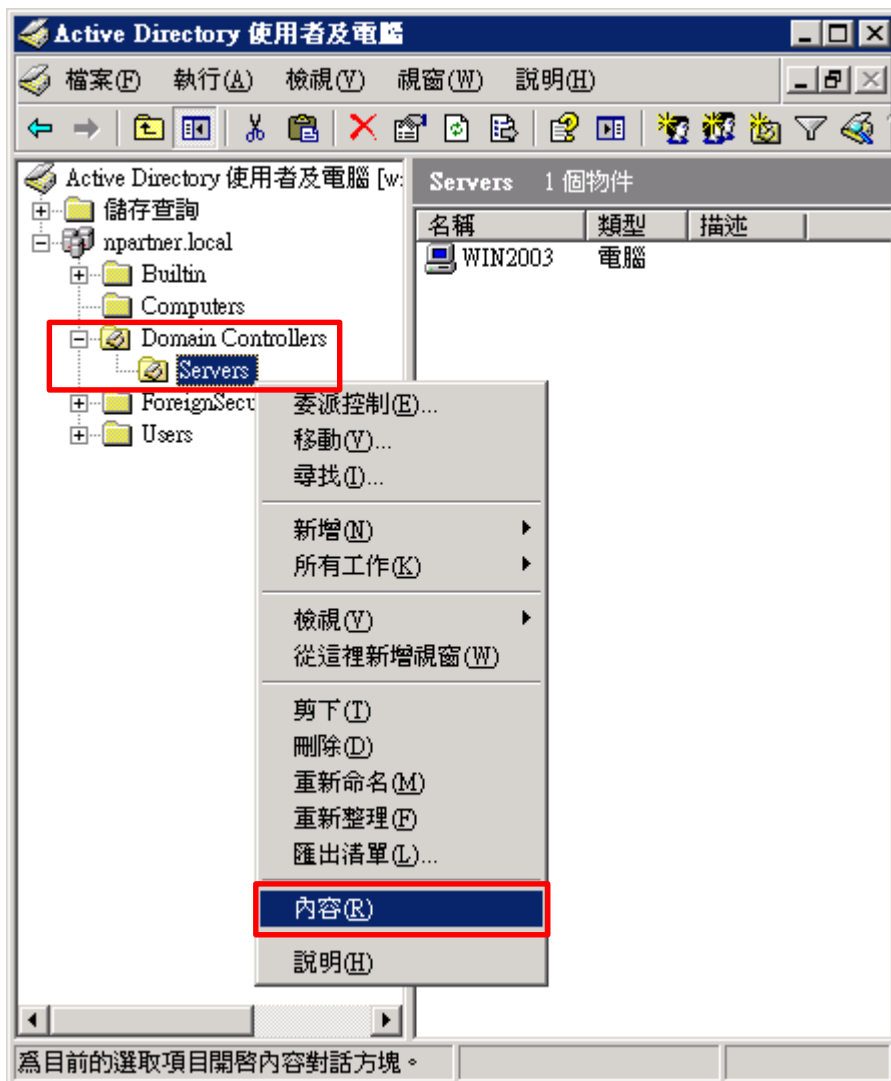 Active Directory 使用者及電腦
檔案(F) 執行(A) 檢視(V) 視窗(W) 說明(H)
Active Directory 使用者及電腦 [w:
儲存查詢
npartner.local
Builtin
Computers
Domain Controllers
Servers
ForeignSecu
Users
Servers 1 個物件
名稱 類型 描述
WIN2003 電腦
委派控制(E)...
移動(V)...
尋找(I)...
新增(N)
所有工作(K)
檢視(V)
從這裡新增視窗(W)
剪下(T)
刪除(D)
重新命名(M)
重新整理(F)
匯出清單(L)...
內容(R)
說明(H)
為目前的選取項目開啟內容對話方塊。